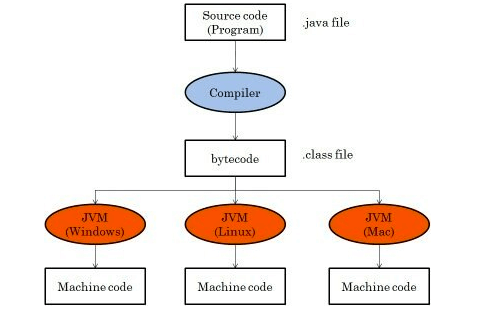 Source code
(Program)
.java file
Compiler
bytecode
.class file
JVM
(Windows)
JVM
(Linux)
JVM
(Mac)
Machine code
Machine code
Machine code